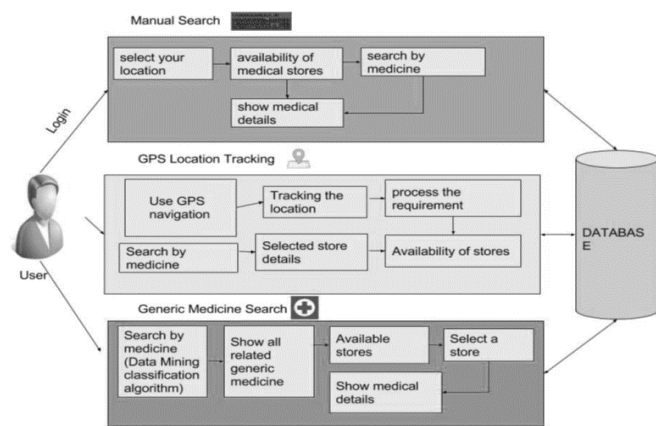 Manual Search
select your
location
availability of
medical stores
search by
medicine
show medical
details
Login
GPS Location Tracking
Use GPS
navigation
Tracking the
location
process the
requirement
Search by
medicine
Selected store
details
Availability of stores
User
DATABAS
E
Generic Medicine Search
Search by
medicine
(Data Mining
classification
algorithm)
Show all
related
generic
medicine
Available
stores
Select a
store
Show medical
details